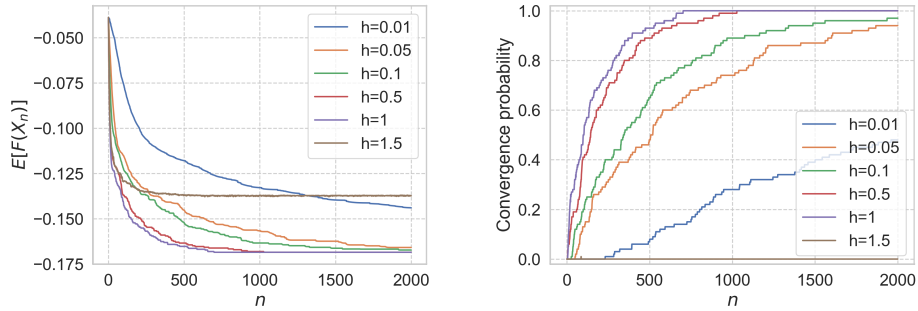 −0.050
−0.075
−0.100
−0.125
−0.150
−0.175
E[F(Xn)]
0
500
1000
1500
2000
n
h=0.01
h=0.05
h=0.1
h=0.5
h=1
h=1.5
1.0
0.8
0.6
0.4
0.2
0.0
Convergence probability
0
500
1000
1500
2000
n
h=0.01
h=0.05
h=0.1
h=0.5
h=1
h=1.5